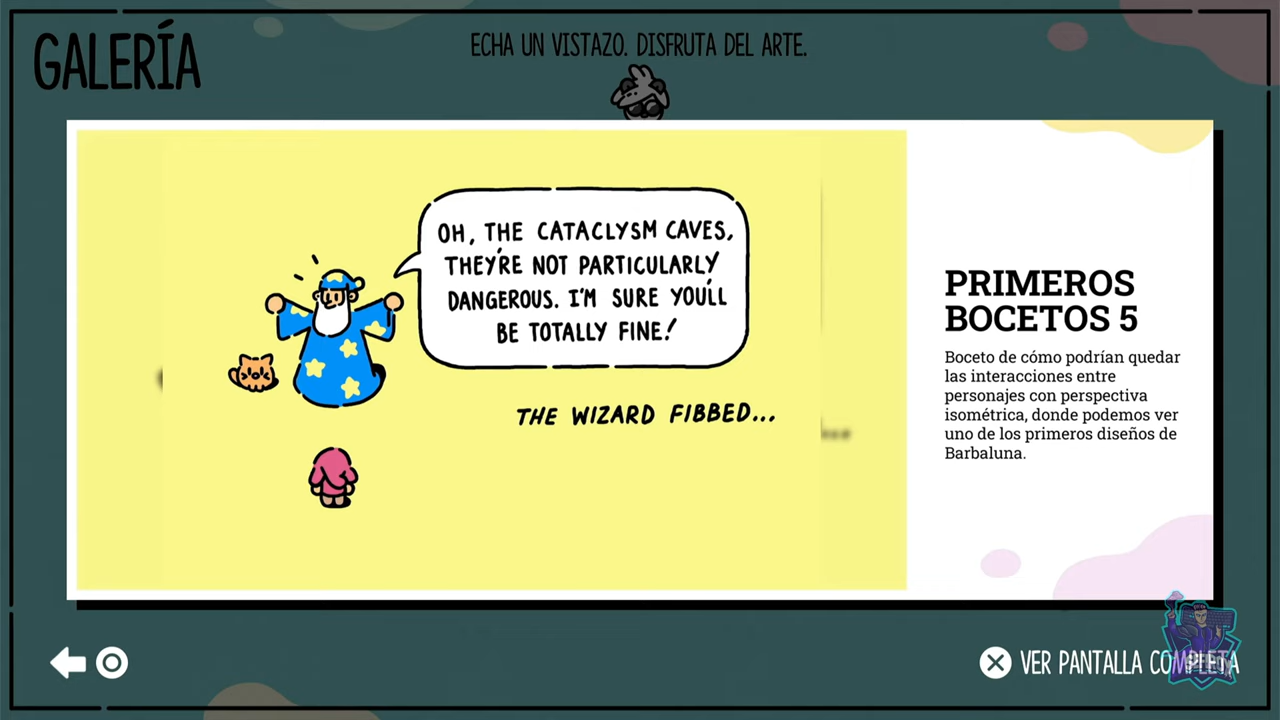 GALERÍA
ECHA UN VISTAZO. DISFRUTA DEL ARTE.
OH, THE CATACLYSM CAVES,
THEY'RE NOT PARTICULARLY
DANGEROUS. I'M SURE YOU'LL
BE TOTALLY FINE!
THE WIZARD FIBBED...
PRIMEROS
BOCETOS 5
Boceto de cómo podrían quedar
las interacciones entre
personajes con perspectiva
isométrica, donde podemos ver
uno de los primeros diseños de
Barbaluna.
VER PANTALLA COMPLETA